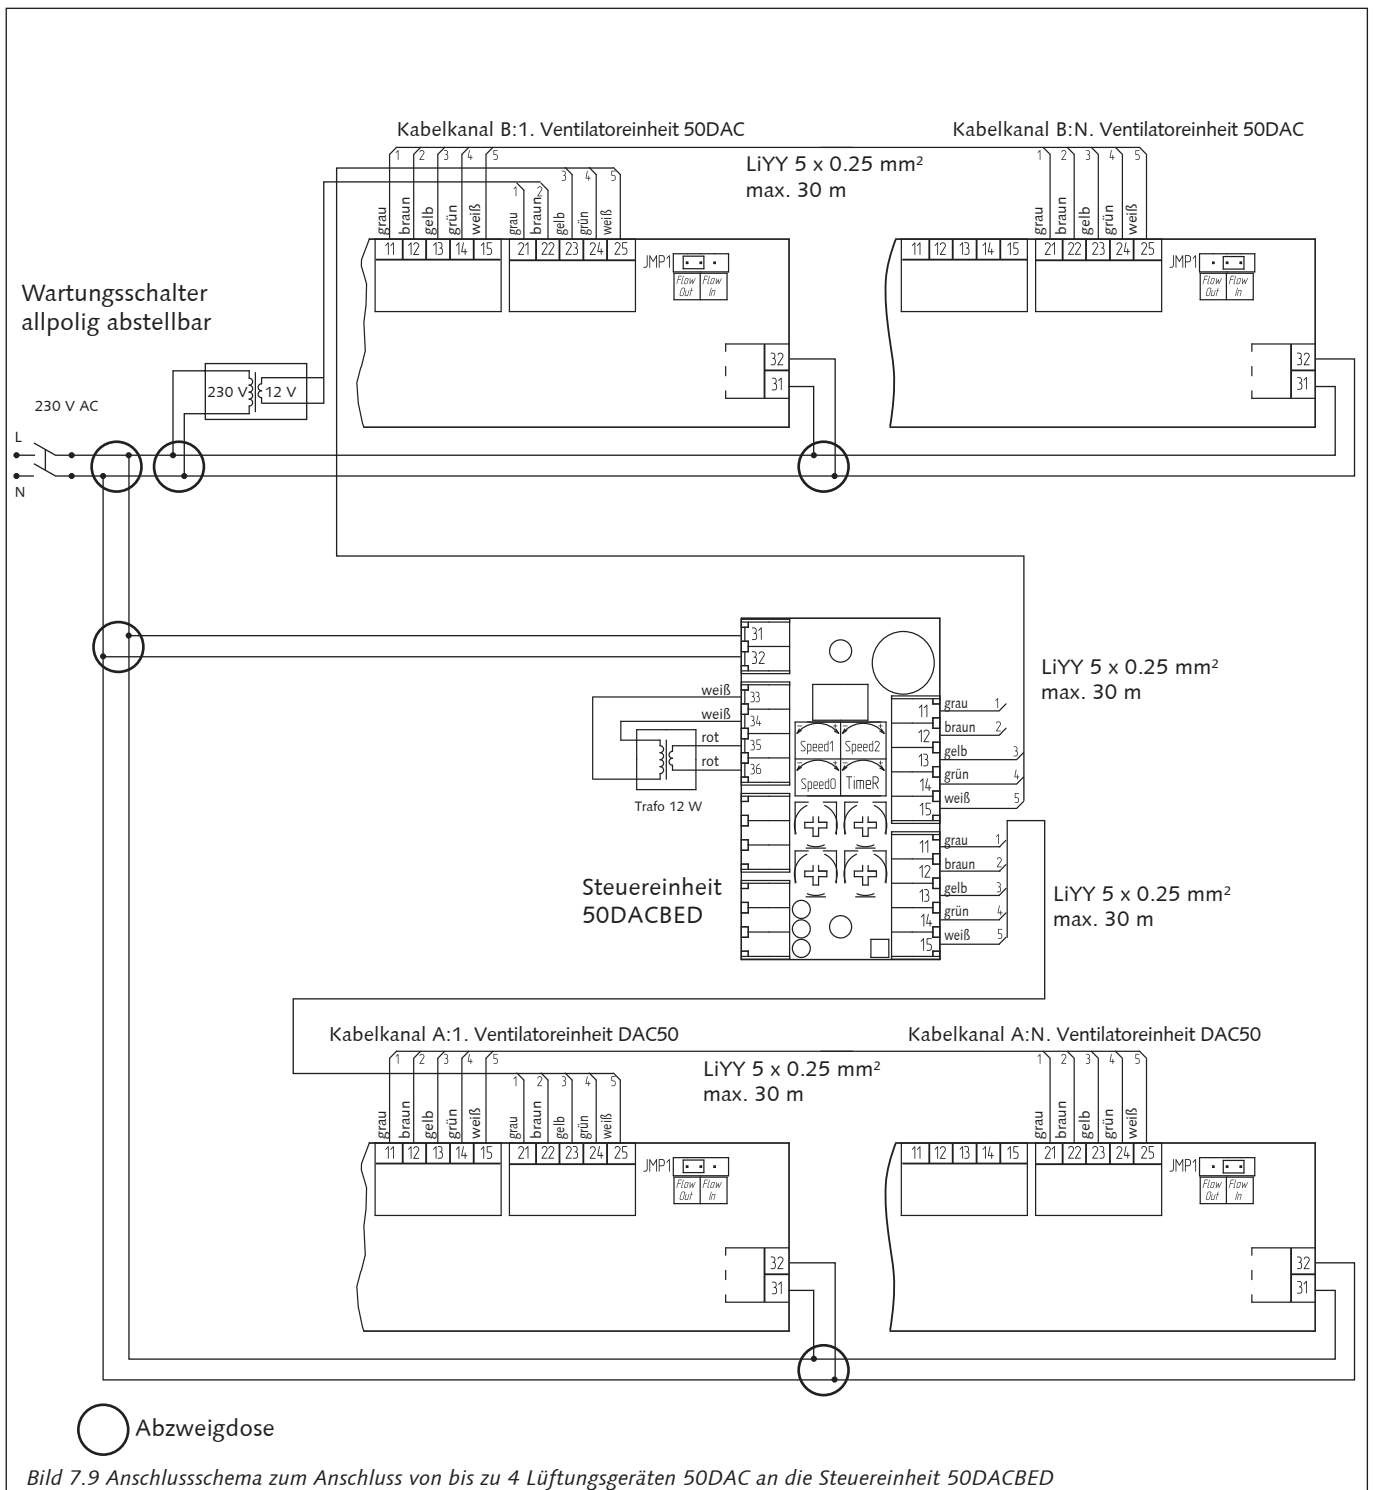 Kabelkanal B:1. Ventilatoreinheit 50DAC
Kabelkanal B:N. Ventilatoreinheit 50DAC
1 2 3 4 5
LiYY 5 x 0.25 mm²
max. 30 m
1 2 3 4 5
1 2 3 4 5
grau braun gelb grün weiß
grau braun gelb grün weiß
grau braun gelb grün weiß
11 12 13 14 15
21 22 23 24 25
JMP1
Flow Out
Flow In
11 12 13 14 15
21 22 23 24 25
JMP1
Flow Out
Flow In
Wartungsschalter
allpolig abstellbar
32
31
32
31
230 V
12 V
230 V AC
L
N
31
32
weiß
33
weiß
34
rot
35
rot
36
Trafo 12 W
Speed1
Speed2
Speed0
TimeR
11 grau 1
12 braun 2
13 gelb 3
14 grün 4
15 weiß 5
LiYY 5 x 0.25 mm²
max. 30 m
11 grau 1
12 braun 2
13 gelb 3
14 grün 4
15 weiß 5
LiYY 5 x 0.25 mm²
max. 30 m
Steuereinheit
50DACBED
Kabelkanal A:1. Ventilatoreinheit DAC50
Kabelkanal A:N. Ventilatoreinheit DAC50
1 2 3 4 5
LiYY 5 x 0.25 mm²
max. 30 m
1 2 3 4 5
1 2 3 4 5
grau braun gelb grün weiß
grau braun gelb grün weiß
grau braun gelb grün weiß
11 12 13 14 15
21 22 23 24 25
JMP1
Flow Out
Flow In
11 12 13 14 15
21 22 23 24 25
JMP1
Flow Out
Flow In
32
31
32
31
Abzweigdose
Bild 7.9 Anschlussschema zum Anschluss von bis zu 4 Lüftungsgeräten 50DAC an die Steuereinheit 50DACBED